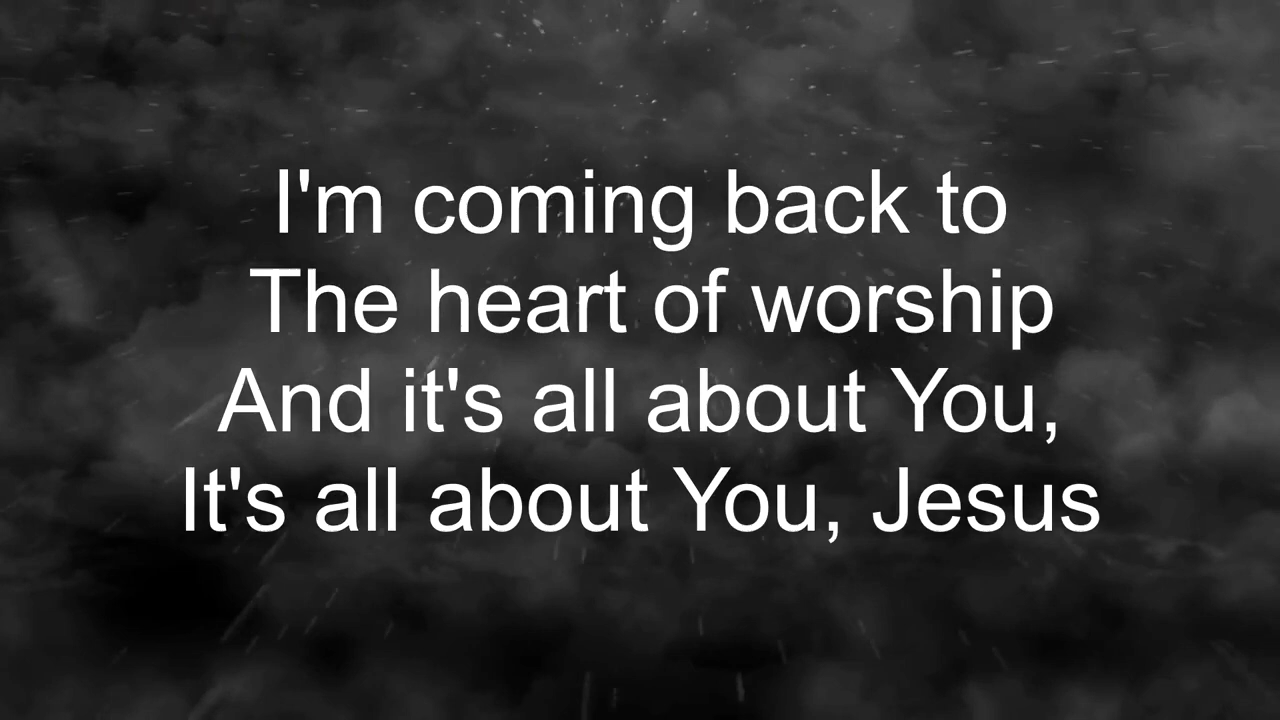 I'm coming back to
The heart of worship
And it's all about You,
It's all about You, Jesus